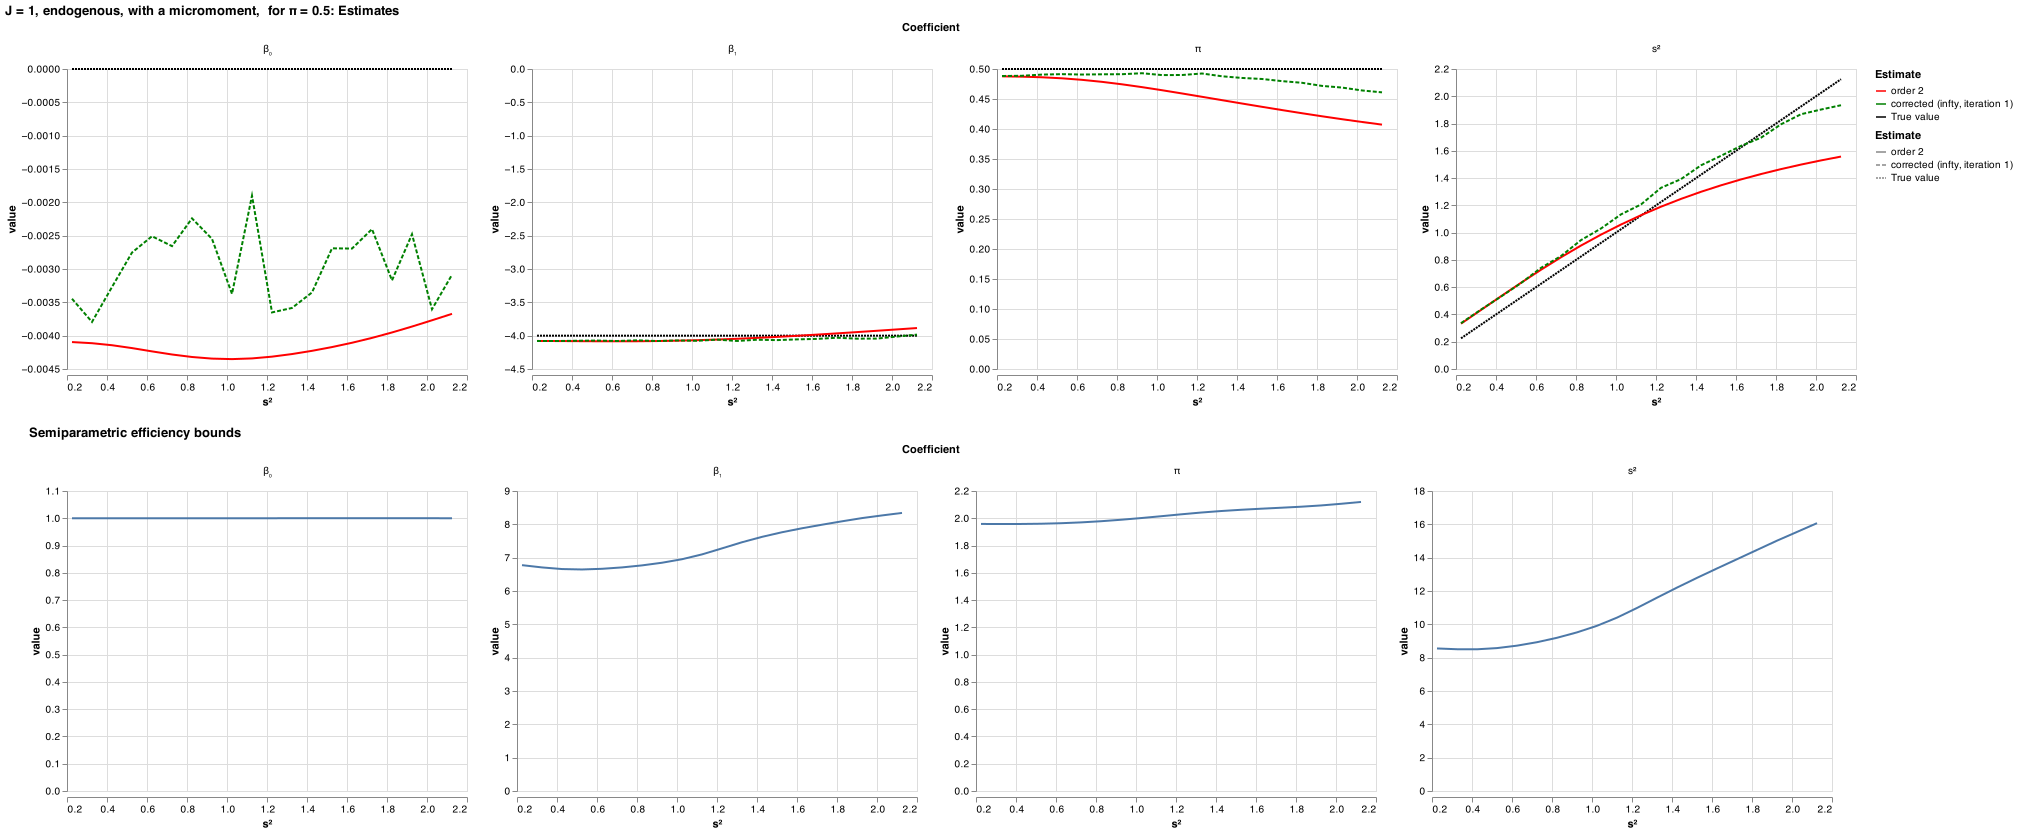 J = 1, endogenous, with a micromoment, for π = 0.5: Estimates
Coefficient
β₀
β₁
π
s²
0.0000
−0.0005
−0.0010
−0.0015
−0.0020
−0.0025
−0.0030
−0.0035
−0.0040
−0.0045
value
0.2 0.4 0.6 0.8 1.0 1.2 1.4 1.6 1.8 2.0 2.2
s²
0.0
−0.5
−1.0
−1.5
−2.0
−2.5
−3.0
−3.5
−4.0
−4.5
value
0.2 0.4 0.6 0.8 1.0 1.2 1.4 1.6 1.8 2.0 2.2
s²
0.50
0.45
0.40
0.35
0.30
0.25
0.20
0.15
0.10
0.05
0.00
value
0.2 0.4 0.6 0.8 1.0 1.2 1.4 1.6 1.8 2.0 2.2
s²
2.2
2.0
1.8
1.6
1.4
1.2
1.0
0.8
0.6
0.4
0.2
0.0
value
0.2 0.4 0.6 0.8 1.0 1.2 1.4 1.6 1.8 2.0 2.2
s²
Estimate
order 2
corrected (infty, iteration 1)
True value
Estimate
order 2
corrected (infty, iteration 1)
True value
Semiparametric efficiency bounds
Coefficient
β₀
β₁
π
s²
1.1
1.0
0.9
0.8
0.7
0.6
0.5
0.4
0.3
0.2
0.1
0.0
value
0.2 0.4 0.6 0.8 1.0 1.2 1.4 1.6 1.8 2.0 2.2
s²
9
8
7
6
5
4
3
2
1
0
value
0.2 0.4 0.6 0.8 1.0 1.2 1.4 1.6 1.8 2.0 2.2
s²
2.2
2.0
1.8
1.6
1.4
1.2
1.0
0.8
0.6
0.4
0.2
0.0
value
0.2 0.4 0.6 0.8 1.0 1.2 1.4 1.6 1.8 2.0 2.2
s²
18
16
14
12
10
8
6
4
2
0
value
0.2 0.4 0.6 0.8 1.0 1.2 1.4 1.6 1.8 2.0 2.2
s²